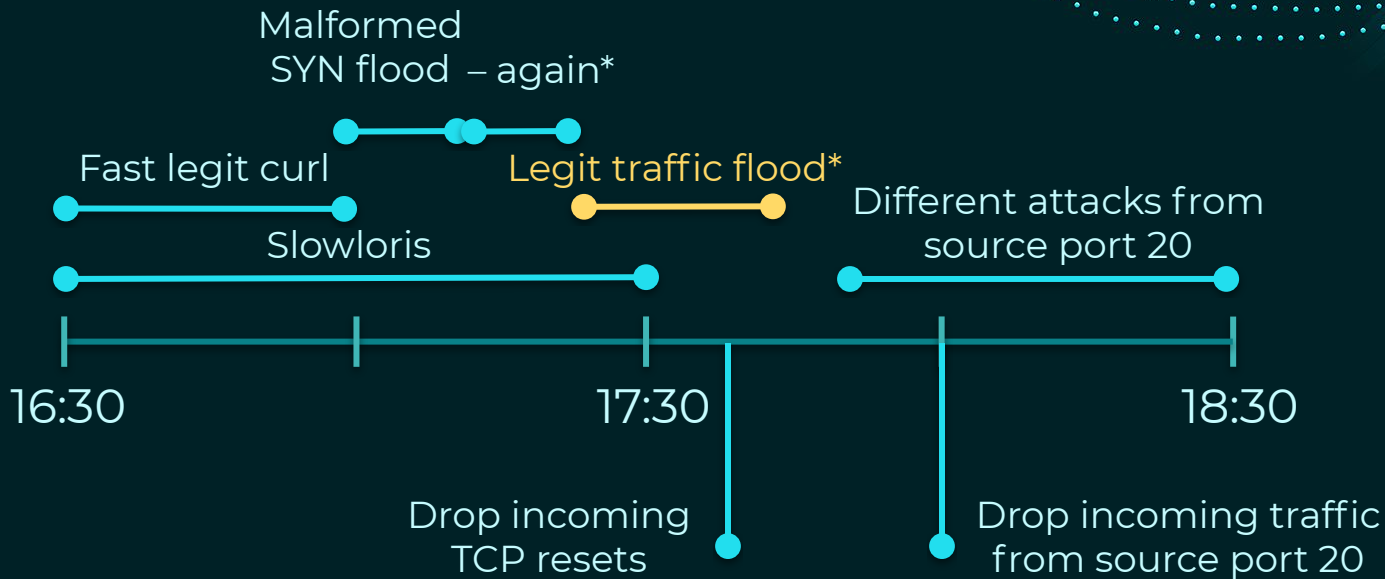 Malformed
SYN flood – again*
Fast legit curl
Legit traffic flood*
Different attacks from
source port 20
Slowloris
16:30
17:30
18:30
Drop incoming
TCP resets
Drop incoming traffic
from source port 20